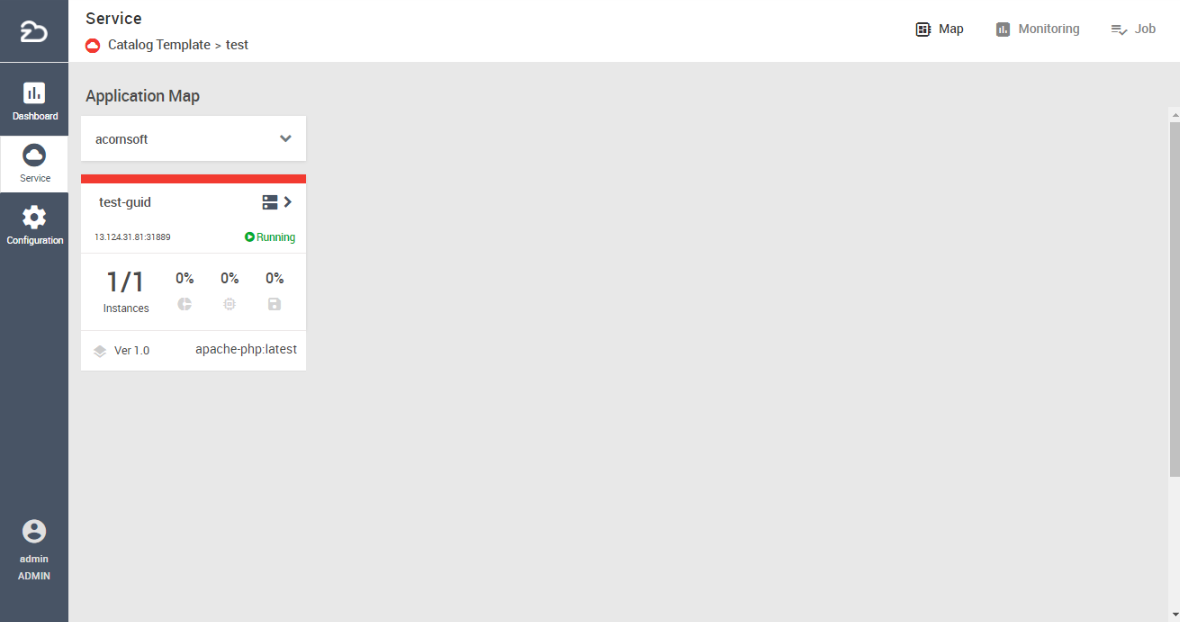 Service
Catalog Template > test
Map
Monitoring
Job
Dashboard
Service
Configuration
admin
ADMIN
Application Map
acornsoft
test-guid
13.124.31.81:31889
Running
1/1
Instances
0%
0%
0%
Ver 1.0
apache-php:latest